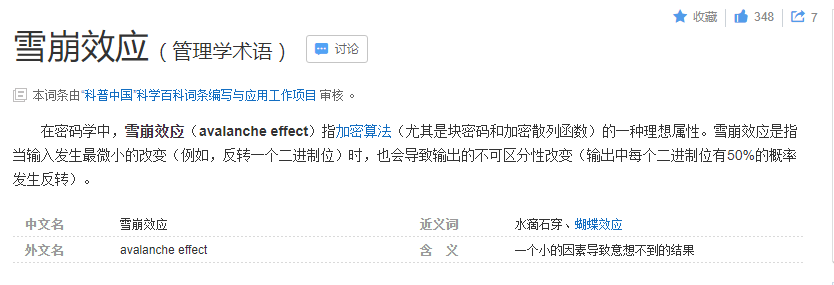 收藏 348 7
雪崩效应（管理学术语） 讨论
本词条由“科普中国”科学百科词条编写与应用工作项目 审核 。
在密码学中，雪崩效应（avalanche effect）指加密算法（尤其是块密码和加密散列函数）的一种理想属性。雪崩效应是指
当输入发生最微小的改变（例如，反转一个二进制位）时，也会导致输出的不可区分性改变（输出中每个二进制位有50%的概率
发生反转）。
中文名 雪崩效应 近义词 水滴石穿、蝴蝶效应
外文名 avalanche effect 含 义 一个小的因素导致意想不到的结果